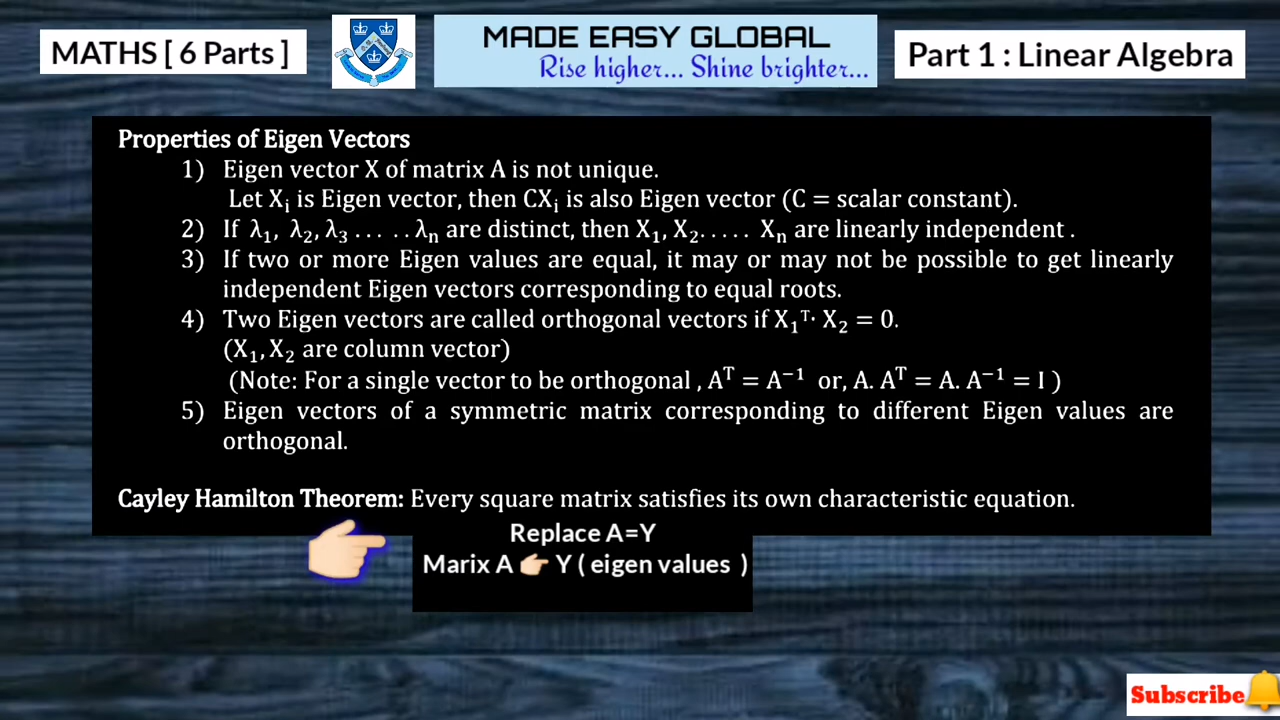 MATHS [ 6 Parts ]
MADE EASY GLOBAL
Rise higher... Shine brighter...
Part 1 : Linear Algebra
Properties of Eigen Vectors
1) Eigen vector X of matrix A is not unique.
Let Xᵢ is Eigen vector, then CXᵢ is also Eigen vector (C = scalar constant).
2) If λ₁, λ₂, λ₃ … . . λₙ are distinct, then X₁, X₂. . . . . Xₙ are linearly independent .
3) If two or more Eigen values are equal, it may or may not be possible to get linearly
independent Eigen vectors corresponding to equal roots.
4) Two Eigen vectors are called orthogonal vectors if X₁ᵀ· X₂ = 0.
(X₁, X₂ are column vector)
(Note: For a single vector to be orthogonal , Aᵀ = A⁻¹ or, A. Aᵀ = A. A⁻¹ = I )
5) Eigen vectors of a symmetric matrix corresponding to different Eigen values are
orthogonal.
Cayley Hamilton Theorem: Every square matrix satisfies its own characteristic equation.
Replace A=Y
Marix A 👉 Y ( eigen values )
Subscribe